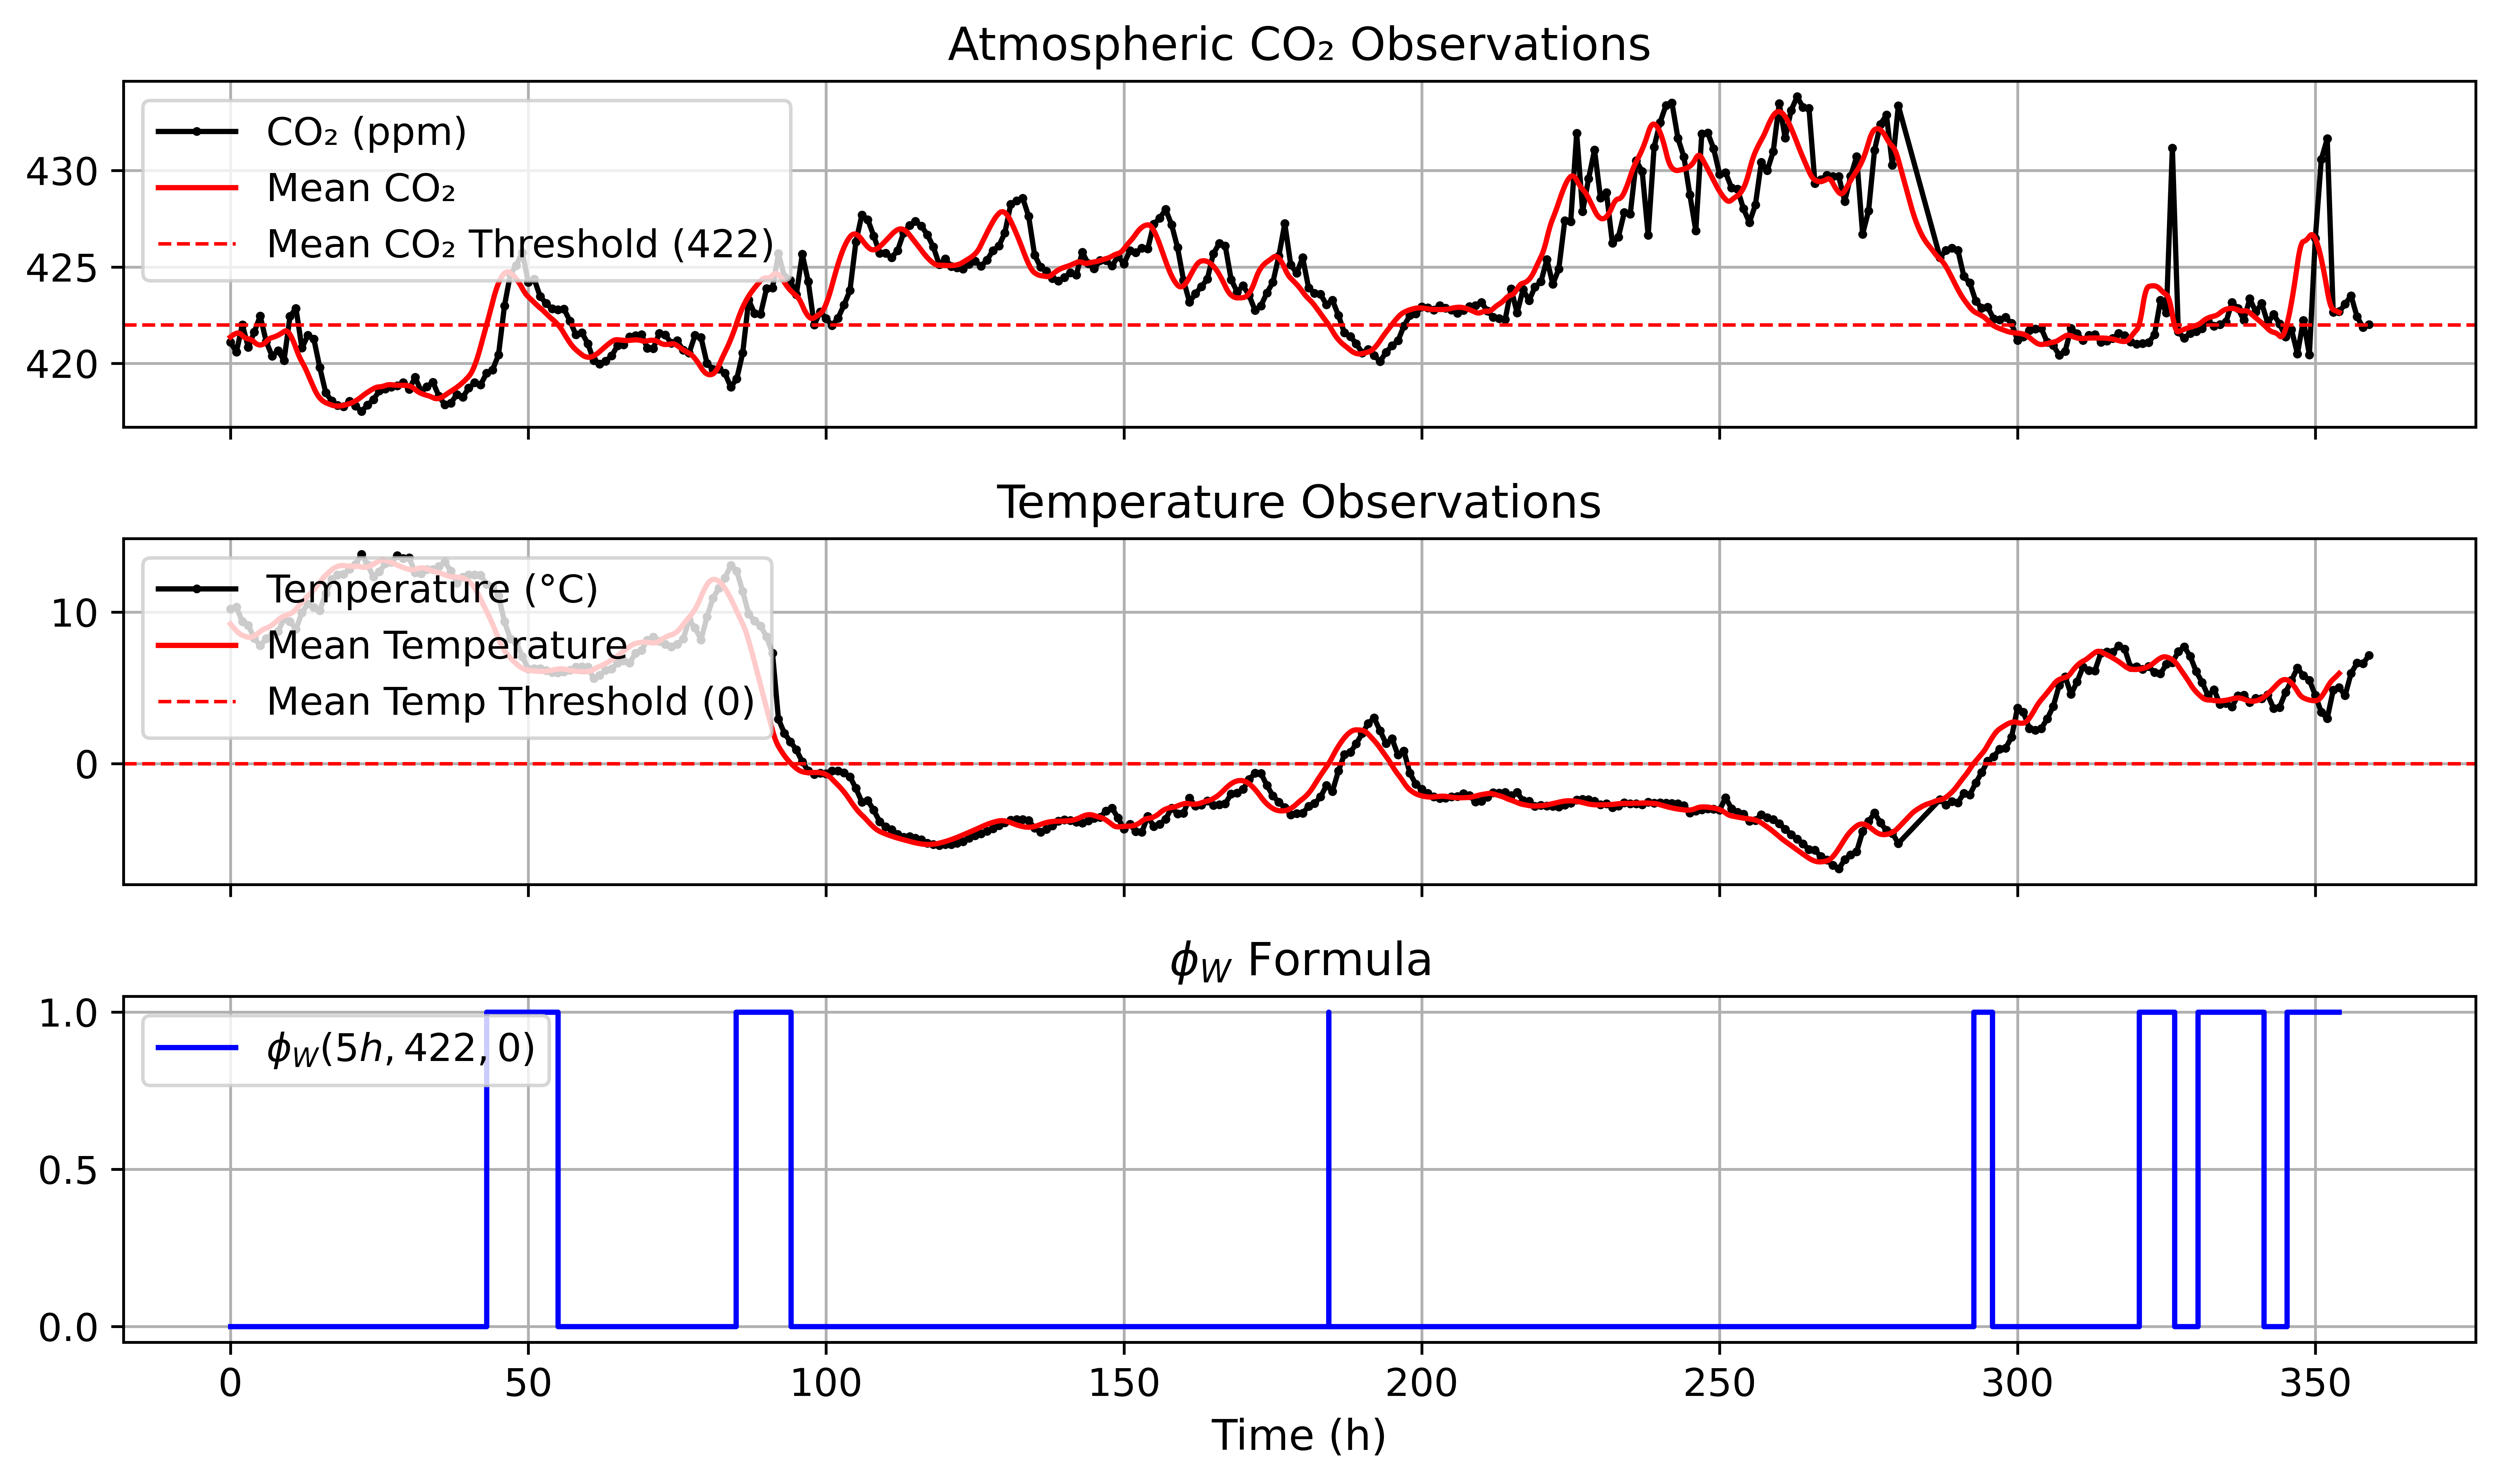 Atmospheric CO₂ Observations
CO₂ (ppm)
Mean CO₂
Mean CO₂ Threshold (422)
430
425
420
Temperature Observations
Temperature (°C)
Mean Temperature
Mean Temp Threshold (0)
10
0
ϕ_W Formula
ϕ_W(5h, 422, 0)
1.0
0.5
0.0
0 50 100 150 200 250 300 350
Time (h)